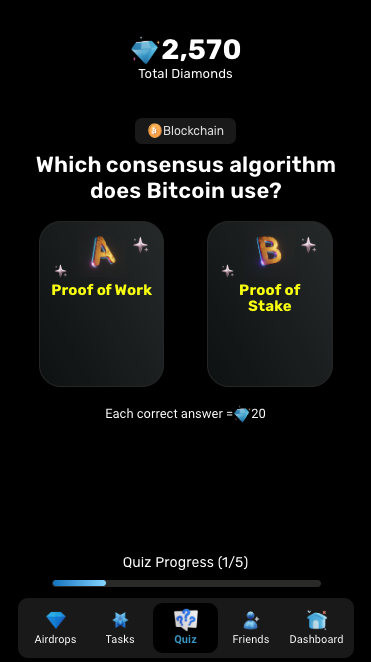 2,570
Total Diamonds
Blockchain
Which consensus algorithm
does Bitcoin use?
A
Proof of Work
B
Proof of
Stake
Each correct answer =💎20
Quiz Progress (1/5)
Airdrops Tasks Quiz Friends Dashboard